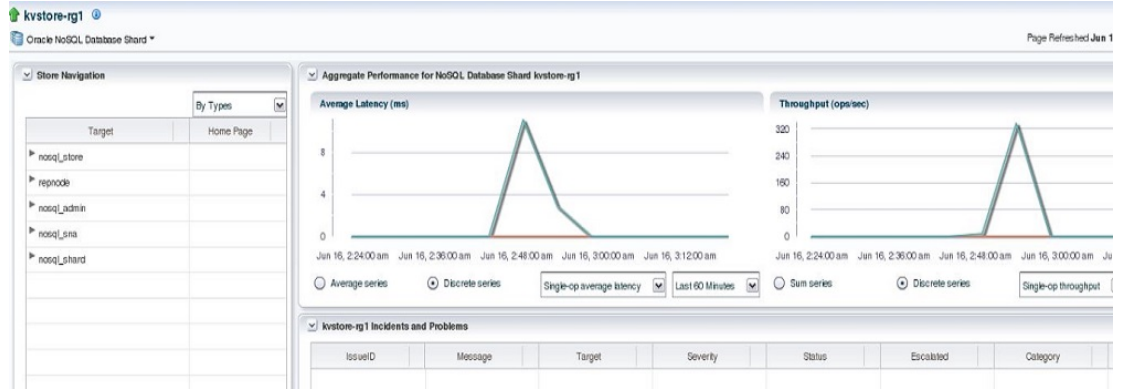 kvstore-rg1
Oracle NoSQL Database Shard
Page Refreshed Jun 1
Store Navigation
By Types
Target Home Page
nosql_store
repnode
nosql_admin
nosql_sna
nosql_shard
Aggregate Performance for NoSQL Database Shard kvstore-rg1
Average Latency (ms)
8
4
0
Jun 16, 2:24:00 am Jun 16, 2:36:00 am Jun 16, 2:48:00 am Jun 16, 3:00:00 am Jun 16, 3:12:00 am
Average series Discrete series Single-op average latency Last 60 Minutes
Throughput (ops/sec)
320
240
160
80
0
Jun 16, 2:24:00 am Jun 16, 2:36:00 am Jun 16, 2:48:00 am Jun 16, 3:00:00 am Ju
Sum series Discrete series Single-op throughput
kvstore-rg1 Incidents and Problems
IssueID Message Target Severity Status Escalated Category